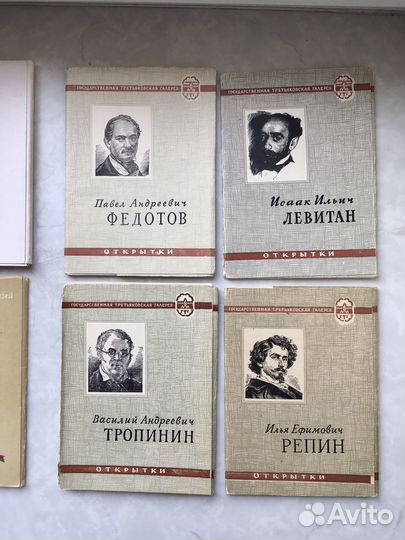 ГОСУДАРСТВЕННАЯ ТРЕТЬЯКОВСКАЯ ГАЛЕРЕЯ
Павел Андреевич
ФЕДОТОВ
ОТКРЫТКИ
ГОСУДАРСТВЕННАЯ ТРЕТЬЯКОВСКАЯ ГАЛЕРЕЯ
Исаак Ильич
ЛЕВИТАН
ОТКРЫТКИ
ГОСУДАРСТВЕННАЯ ТРЕТЬЯКОВСКАЯ ГАЛЕРЕЯ
Василий Андреевич
ТРОПИНИН
ОТКРЫТКИ
ГОСУДАРСТВЕННАЯ ТРЕТЬЯКОВСКАЯ ГАЛЕРЕЯ
Илья Ефимович
РЕПИН
ОТКРЫТКИ
Avito